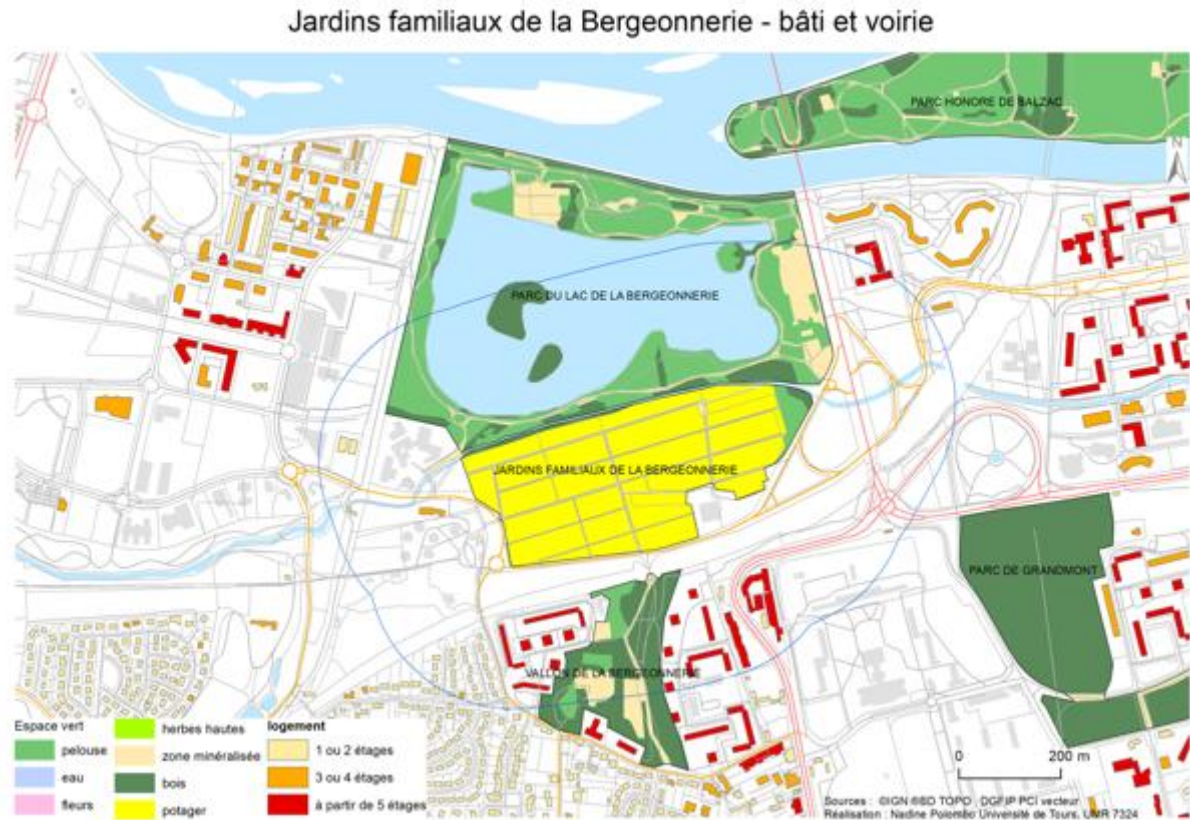 Jardins familiaux de la Bergeonnerie - bâti et voirie
PARC HONORE DE BALZAC
N
PARC DU LAC DE LA BERGEONNERIE
JARDINS FAMILIAUX DE LA BERGEONNERIE
PARC DE GRANDMONT
VALLON DE LA BERGEONNERIE
Espace vert
pelouse
eau
fleurs
herbes hautes
zone minéralisée
bois
potager
logement
1 ou 2 étages
3 ou 4 étages
à partir de 5 étages
0 200 m
Sources : ©IGN ®BD TOPO , DGFIP PCI vecteur
Réalisation : Nadine Polombo Université de Tours, UMR 7324